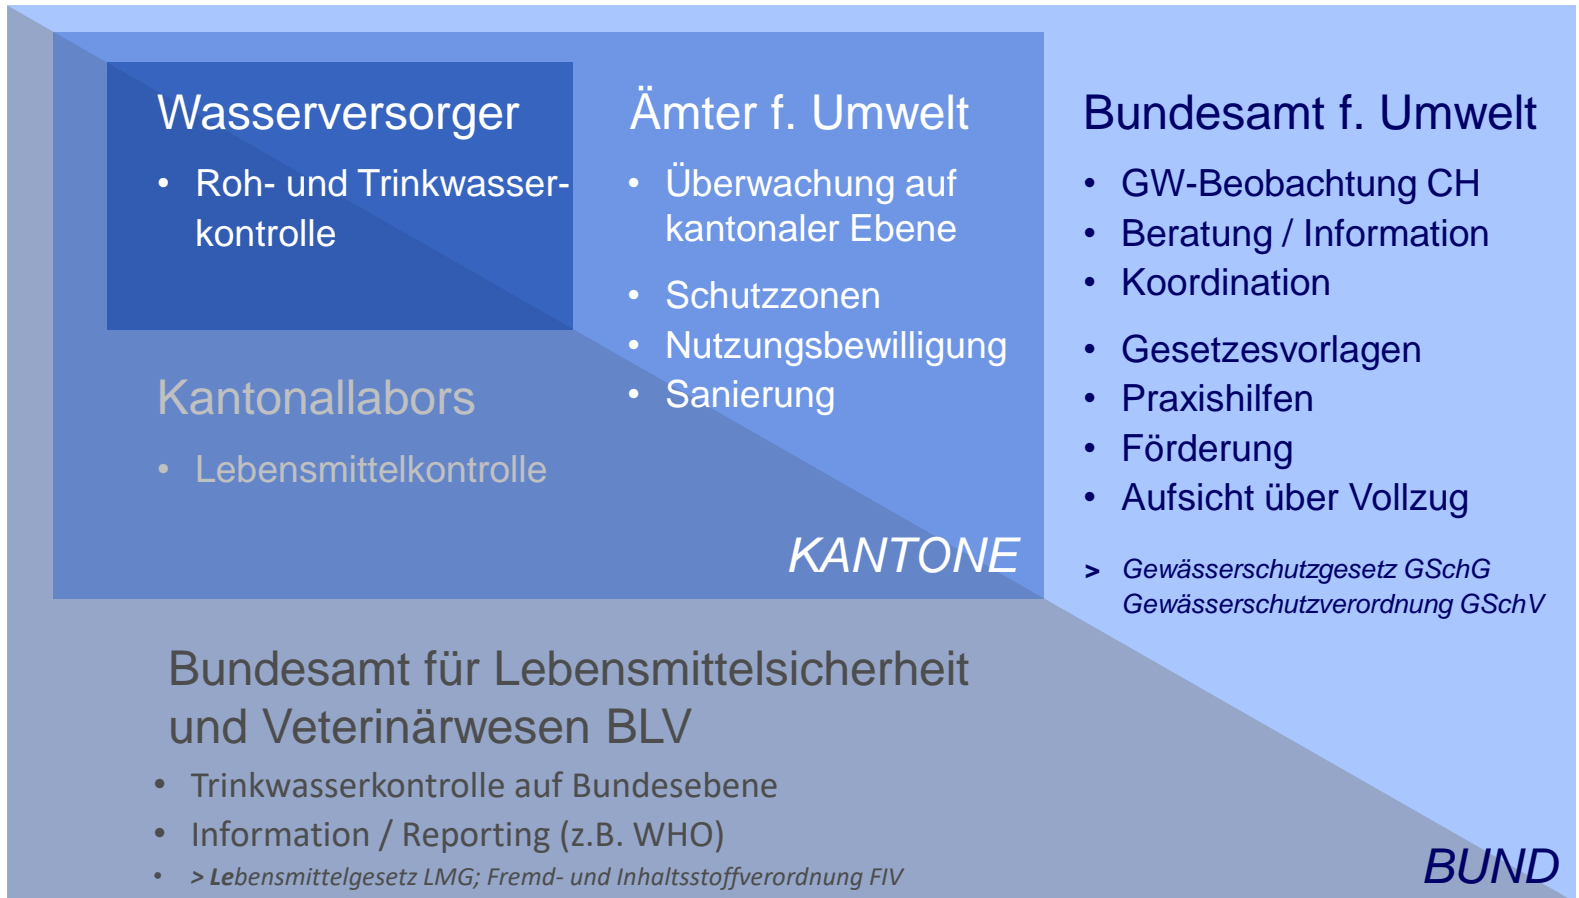 Wasserversorger
• Roh- und Trinkwasser-
kontrolle
Ämter f. Umwelt
• Überwachung auf
kantonaler Ebene
• Schutzzonen
• Nutzungsbewilligung
• Sanierung
Bundesamt f. Umwelt
• GW-Beobachtung CH
• Beratung / Information
• Koordination
• Gesetzesvorlagen
• Praxishilfen
• Förderung
• Aufsicht über Vollzug
> Gewässerschutzgesetz GSchG
Gewässerschutzverordnung GSchV
Kantonallabors
• Lebensmittelkontrolle
KANTONE
Bundesamt für Lebensmittelsicherheit
und Veterinärwesen BLV
• Trinkwasserkontrolle auf Bundesebene
• Information / Reporting (z.B. WHO)
• > Lebensmittelgesetz LMG; Fremd- und Inhaltsstoffverordnung FIV
BUND